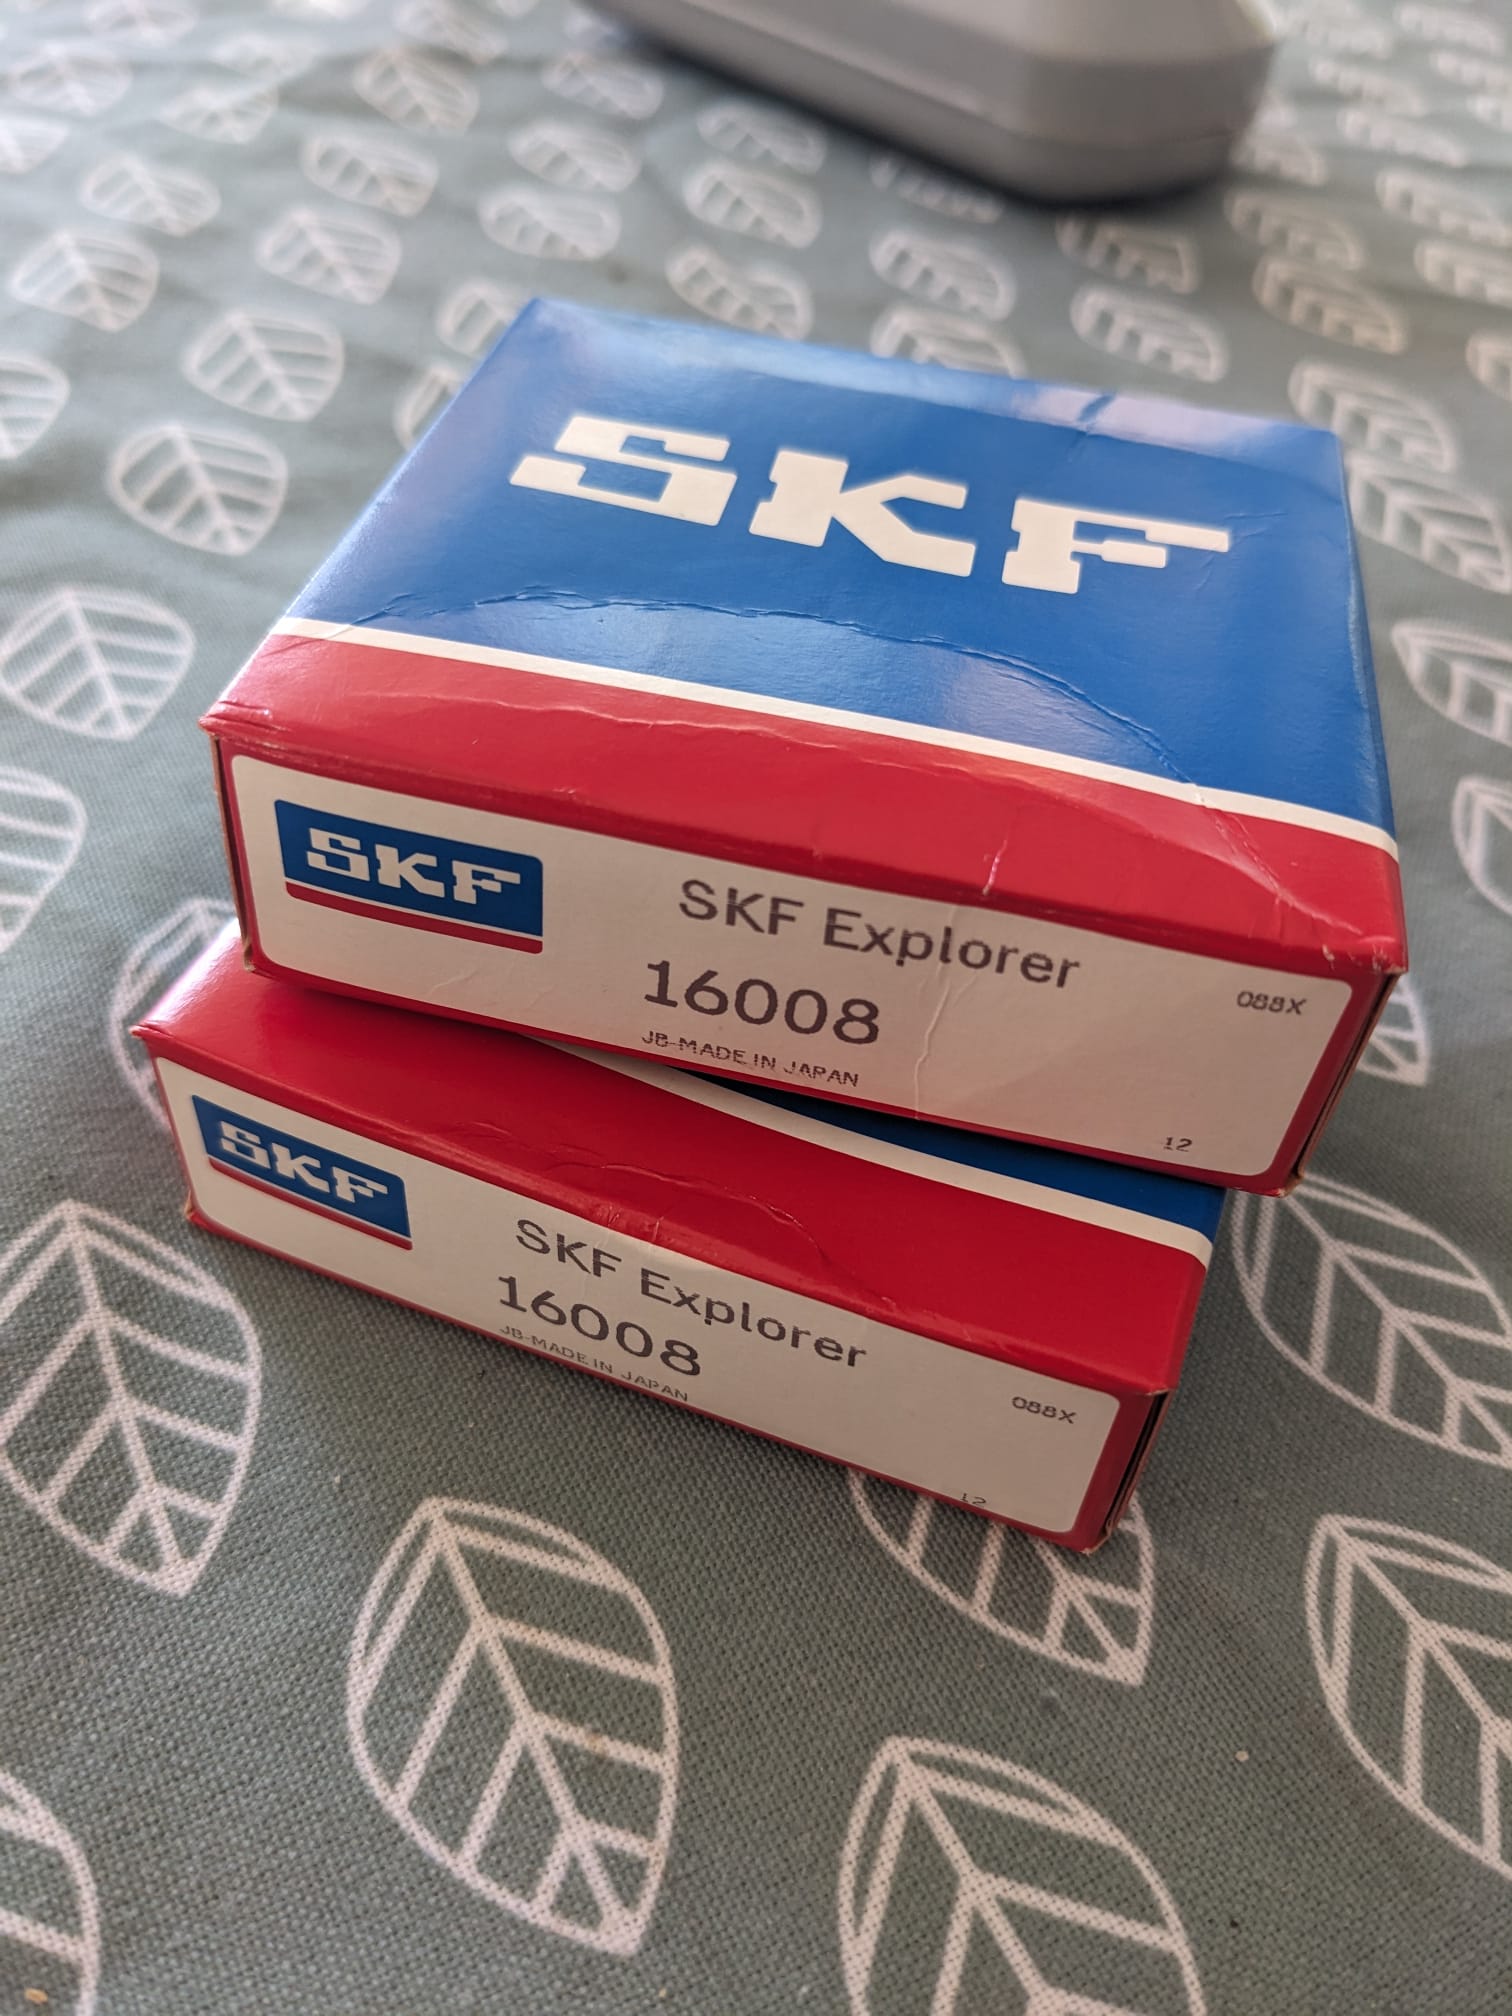 SKF
SKF
SKF Explorer
16008
JB-MADE IN JAPAN
088X
12
SKF
SKF Explorer
16008
JB-MADE IN JAPAN
088X
12